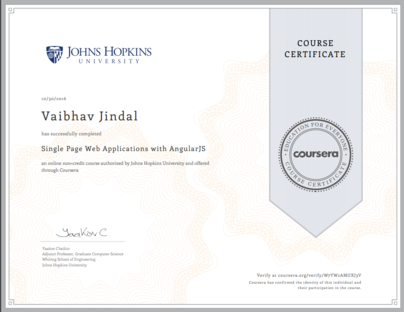 JOHNS HOPKINS
UNIVERSITY
COURSE
CERTIFICATE
10/30/2016
Vaibhav Jindal
has successfully completed
Single Page Web Applications with AngularJS
an online non-credit course authorized by Johns Hopkins University and offered
through Coursera
EDUCATION FOR EVERYONE
coursera
COURSE CERTIFICATE
Yaakov Chaikin
Adjunct Professor, Graduate Computer Science
Whiting School of Engineering
Johns Hopkins University
Verify at coursera.org/verify/
Coursera has confirmed the identity of this individual and
their participation in the course.